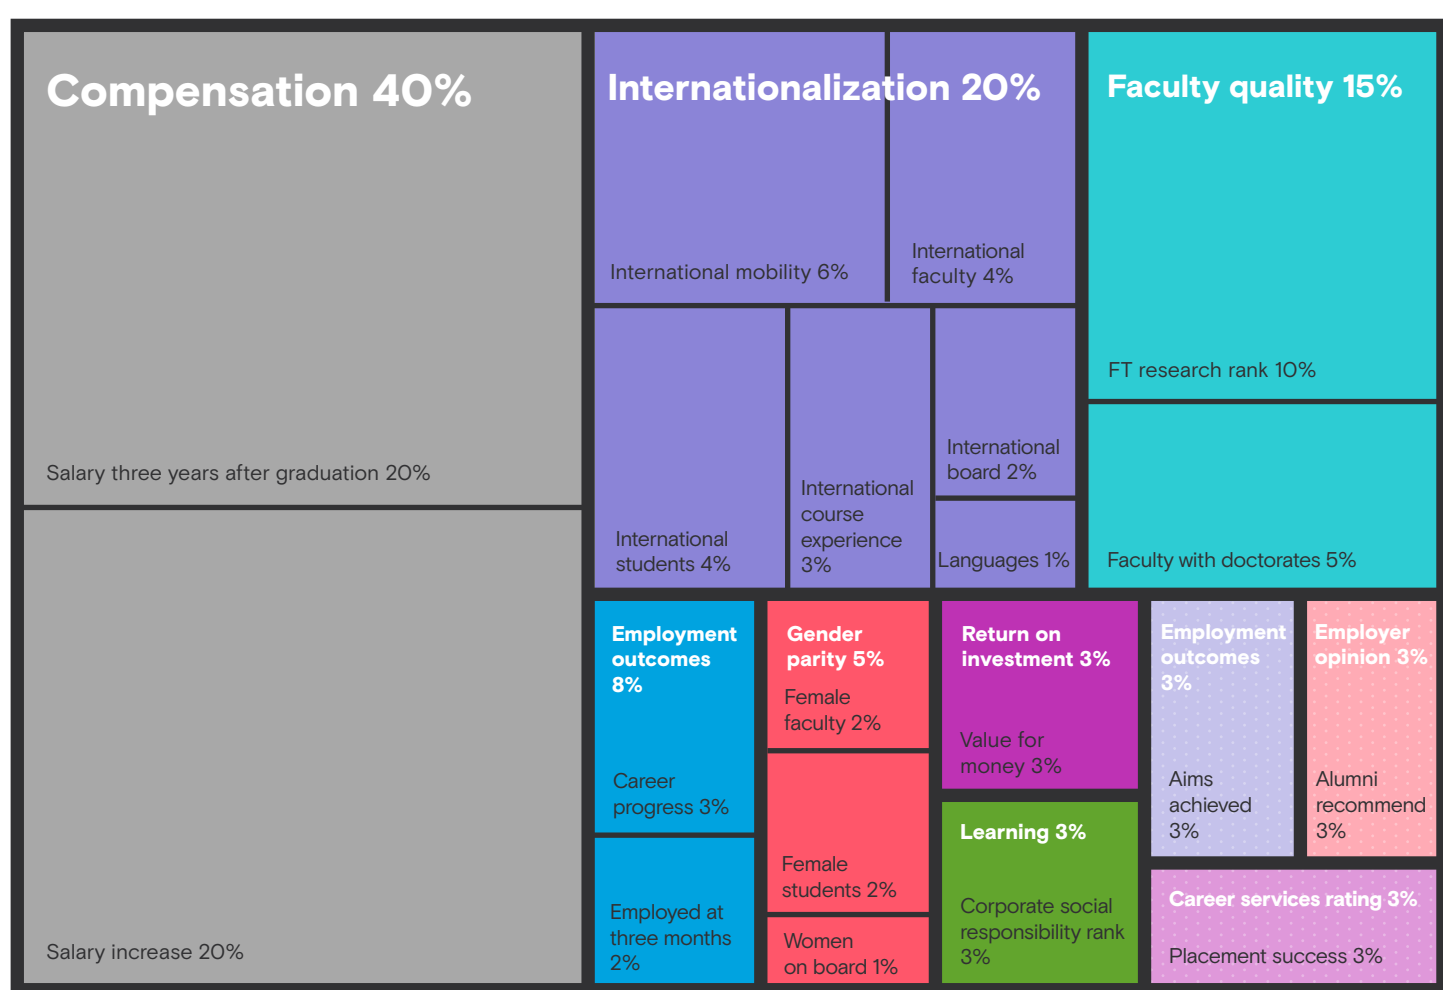 Compensation 40%
Salary three years after graduation 20%
Salary increase 20%
Internationalization 20%
International mobility 6%
International
faculty 4%
International
students 4%
International
course
experience
3%
International
board 2%
Languages 1%
Faculty quality 15%
FT research rank 10%
Faculty with doctorates 5%
Employment
outcomes
8%
Career
progress 3%
Employed at
three months
2%
Gender
parity 5%
Female
faculty 2%
Female
students 2%
Women
on board 1%
Return on
investment 3%
Value for
money 3%
Learning 3%
Corporate social
responsibility rank
3%
Employment
outcomes
3%
Aims
achieved
3%
Employer
opinion 3%
Alumni
recommend
3%
Career services rating 3%
Placement success 3%